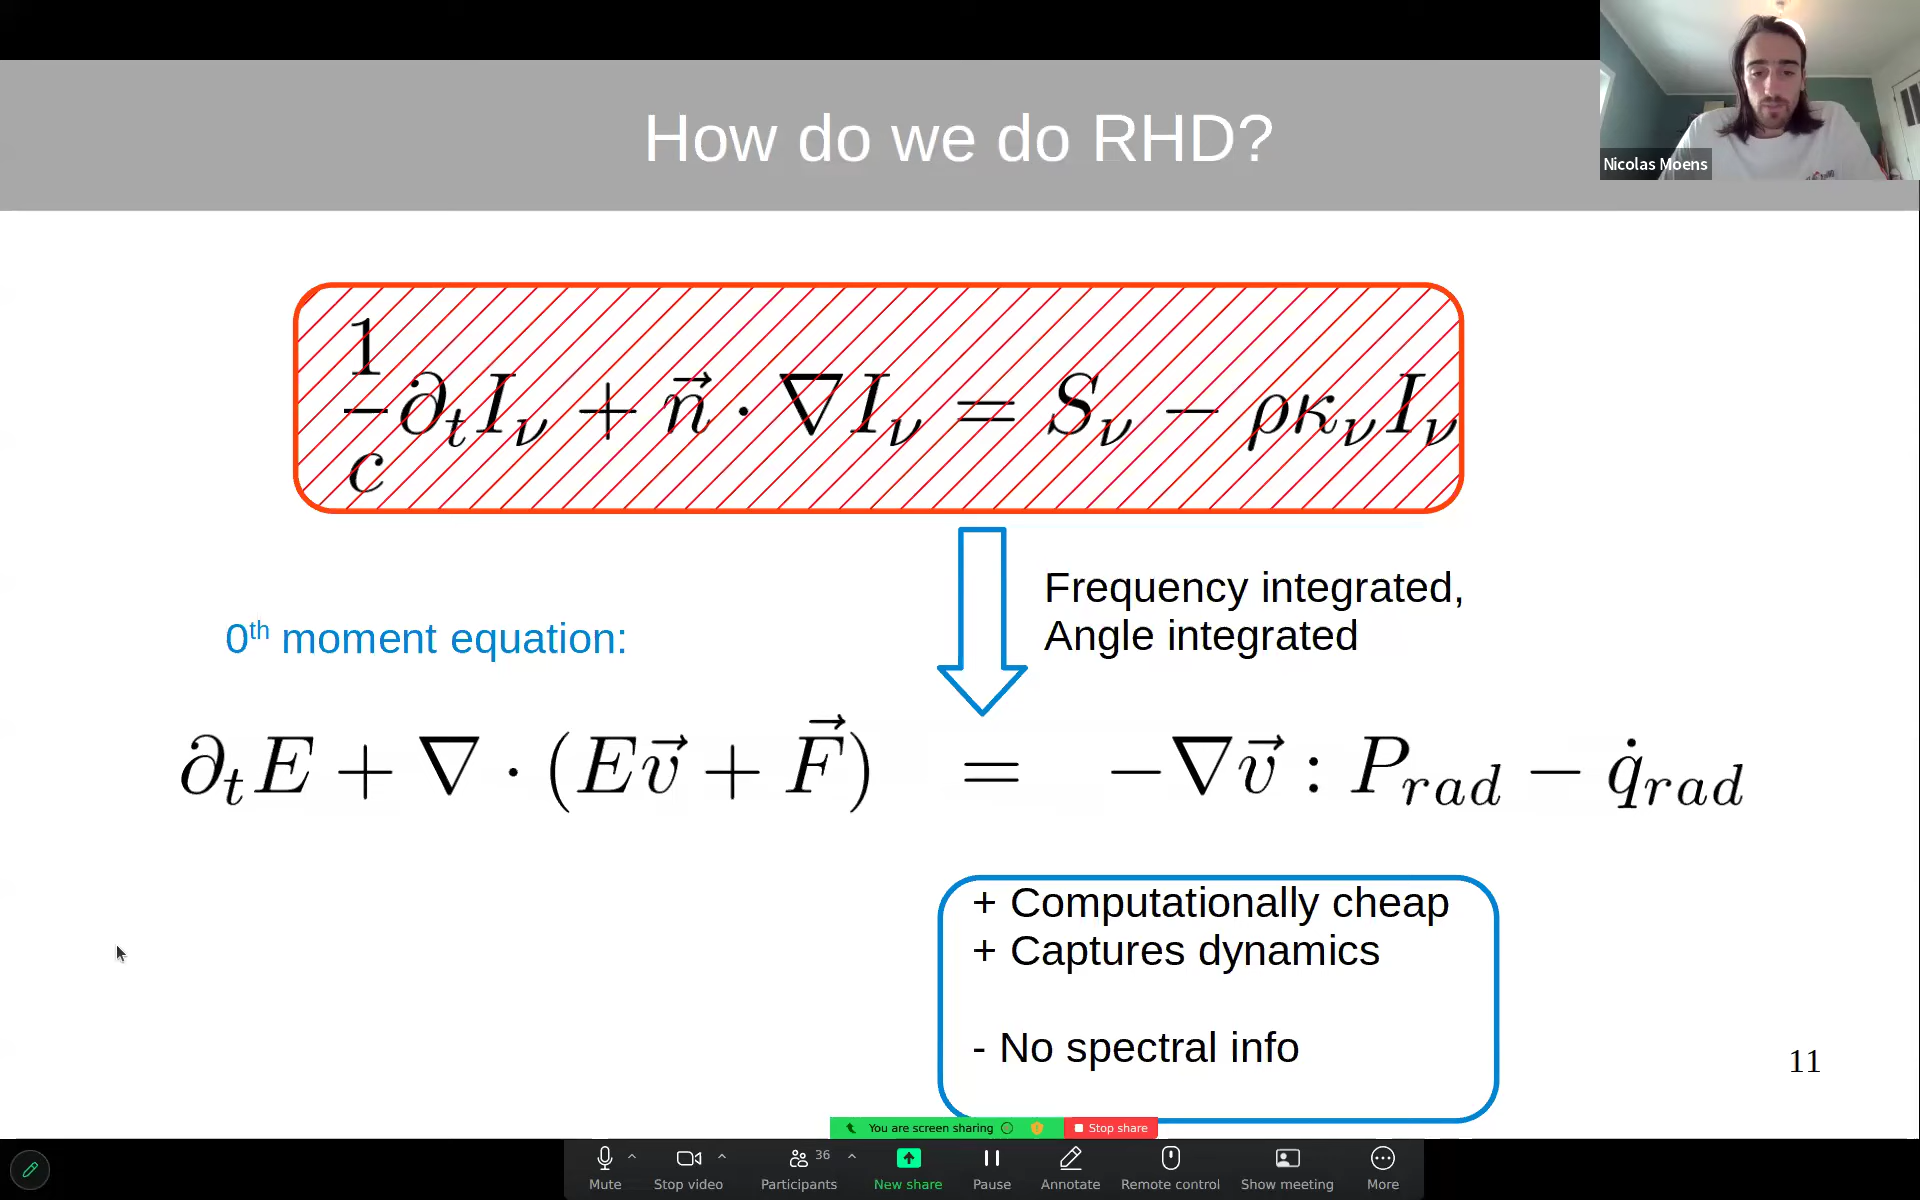 How do we do RHD?
Nicolas Moens
1/c ∂_t I_ν + n⃗ · ∇I_ν = S_ν − ρκ_ν I_ν
Frequency integrated,
Angle integrated
0th moment equation:
∂_t E + ∇ · (Ev⃗ + F⃗) = −∇v⃗ : P_rad − q̇_rad
+ Computationally cheap
+ Captures dynamics
- No spectral info
11
You are screen sharing Stop share
Mute Stop video Participants 36 New share Pause Annotate Remote control Show meeting More